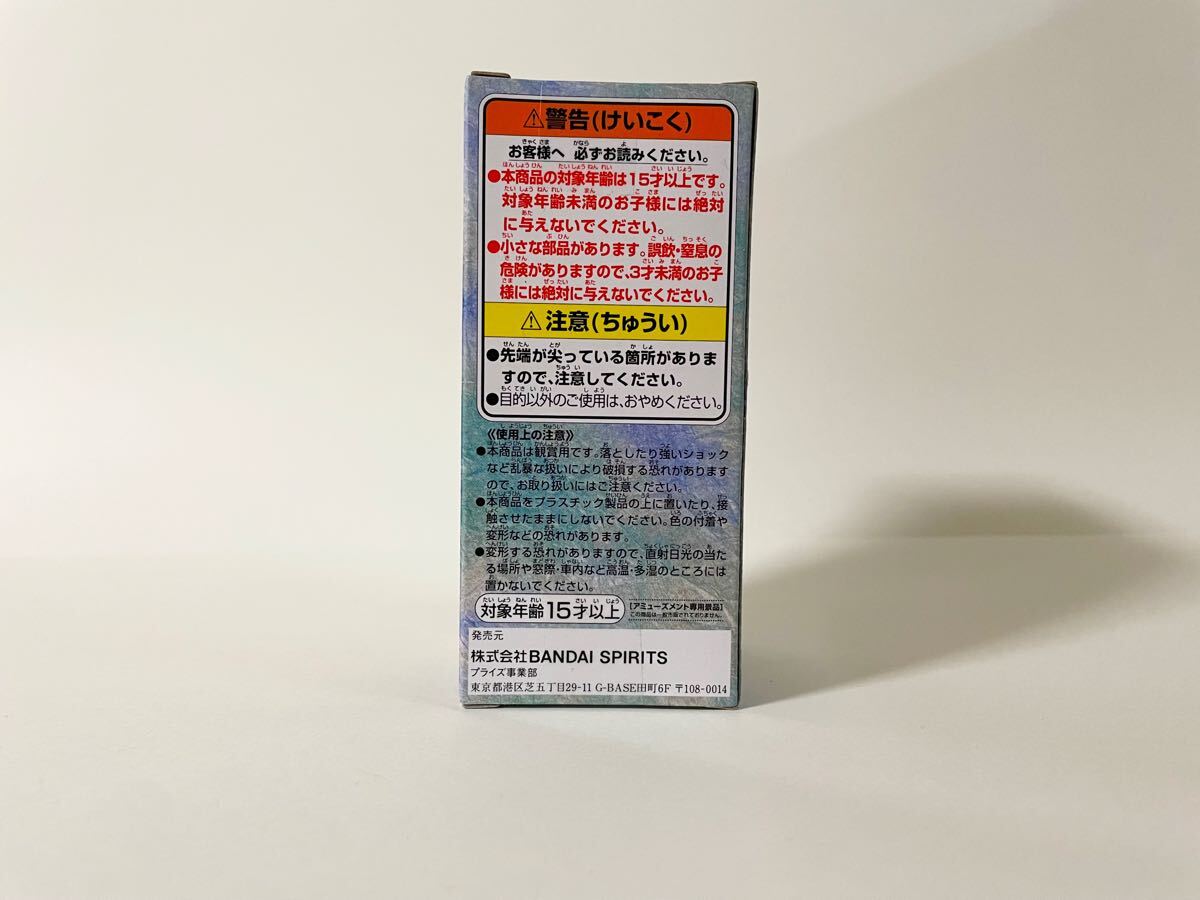 ⚠警告(けいこく)
お客様へ 必ずお読みください。
●本商品の対象年齢は15才以上です。
対象年齢未満のお子様には絶対
に与えないでください。
●小さな部品があります。誤飲・窒息の
危険がありますので、3才未満のお子
様には絶対に与えないでください。
⚠注意(ちゅうい)
●先端が尖っている箇所がありま
すので、注意してください。
●目的以外のご使用は、おやめください。
《使用上の注意》
●本商品は観賞用です。落としたり強いショック
など乱暴な扱いにより破損する恐れがあります
ので、お取り扱いにはご注意ください。
●本商品をプラスチック製品の上に置いたり、接
触させたままにしないでください。色の付着や
変形などの恐れがあります。
●変形する恐れがありますので、直射日光の当た
る場所や窓際・車内など高温・多湿のところには
置かないでください。
対象年齢15才以上
【アミューズメント専用景品】
この商品は一般市販されておりません。
発売元
株式会社BANDAI SPIRITS
プライズ事業部
東京都港区芝五丁目29-11 G-BASE田町6F 〒108-0014